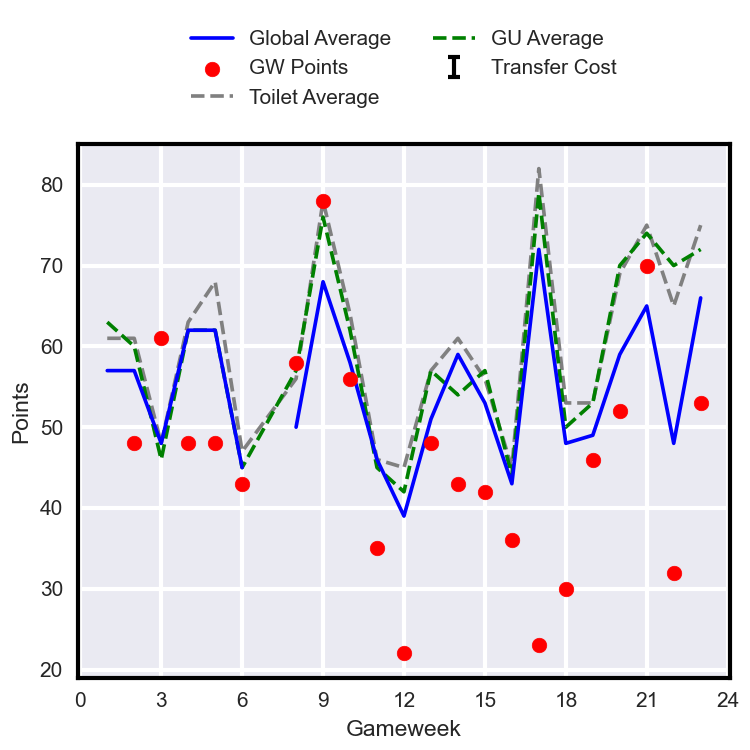 Global Average
GW Points
Toilet Average
GU Average
Transfer Cost
80
70
60
50
40
30
20
Points
0 3 6 9 12 15 18 21 24
Gameweek